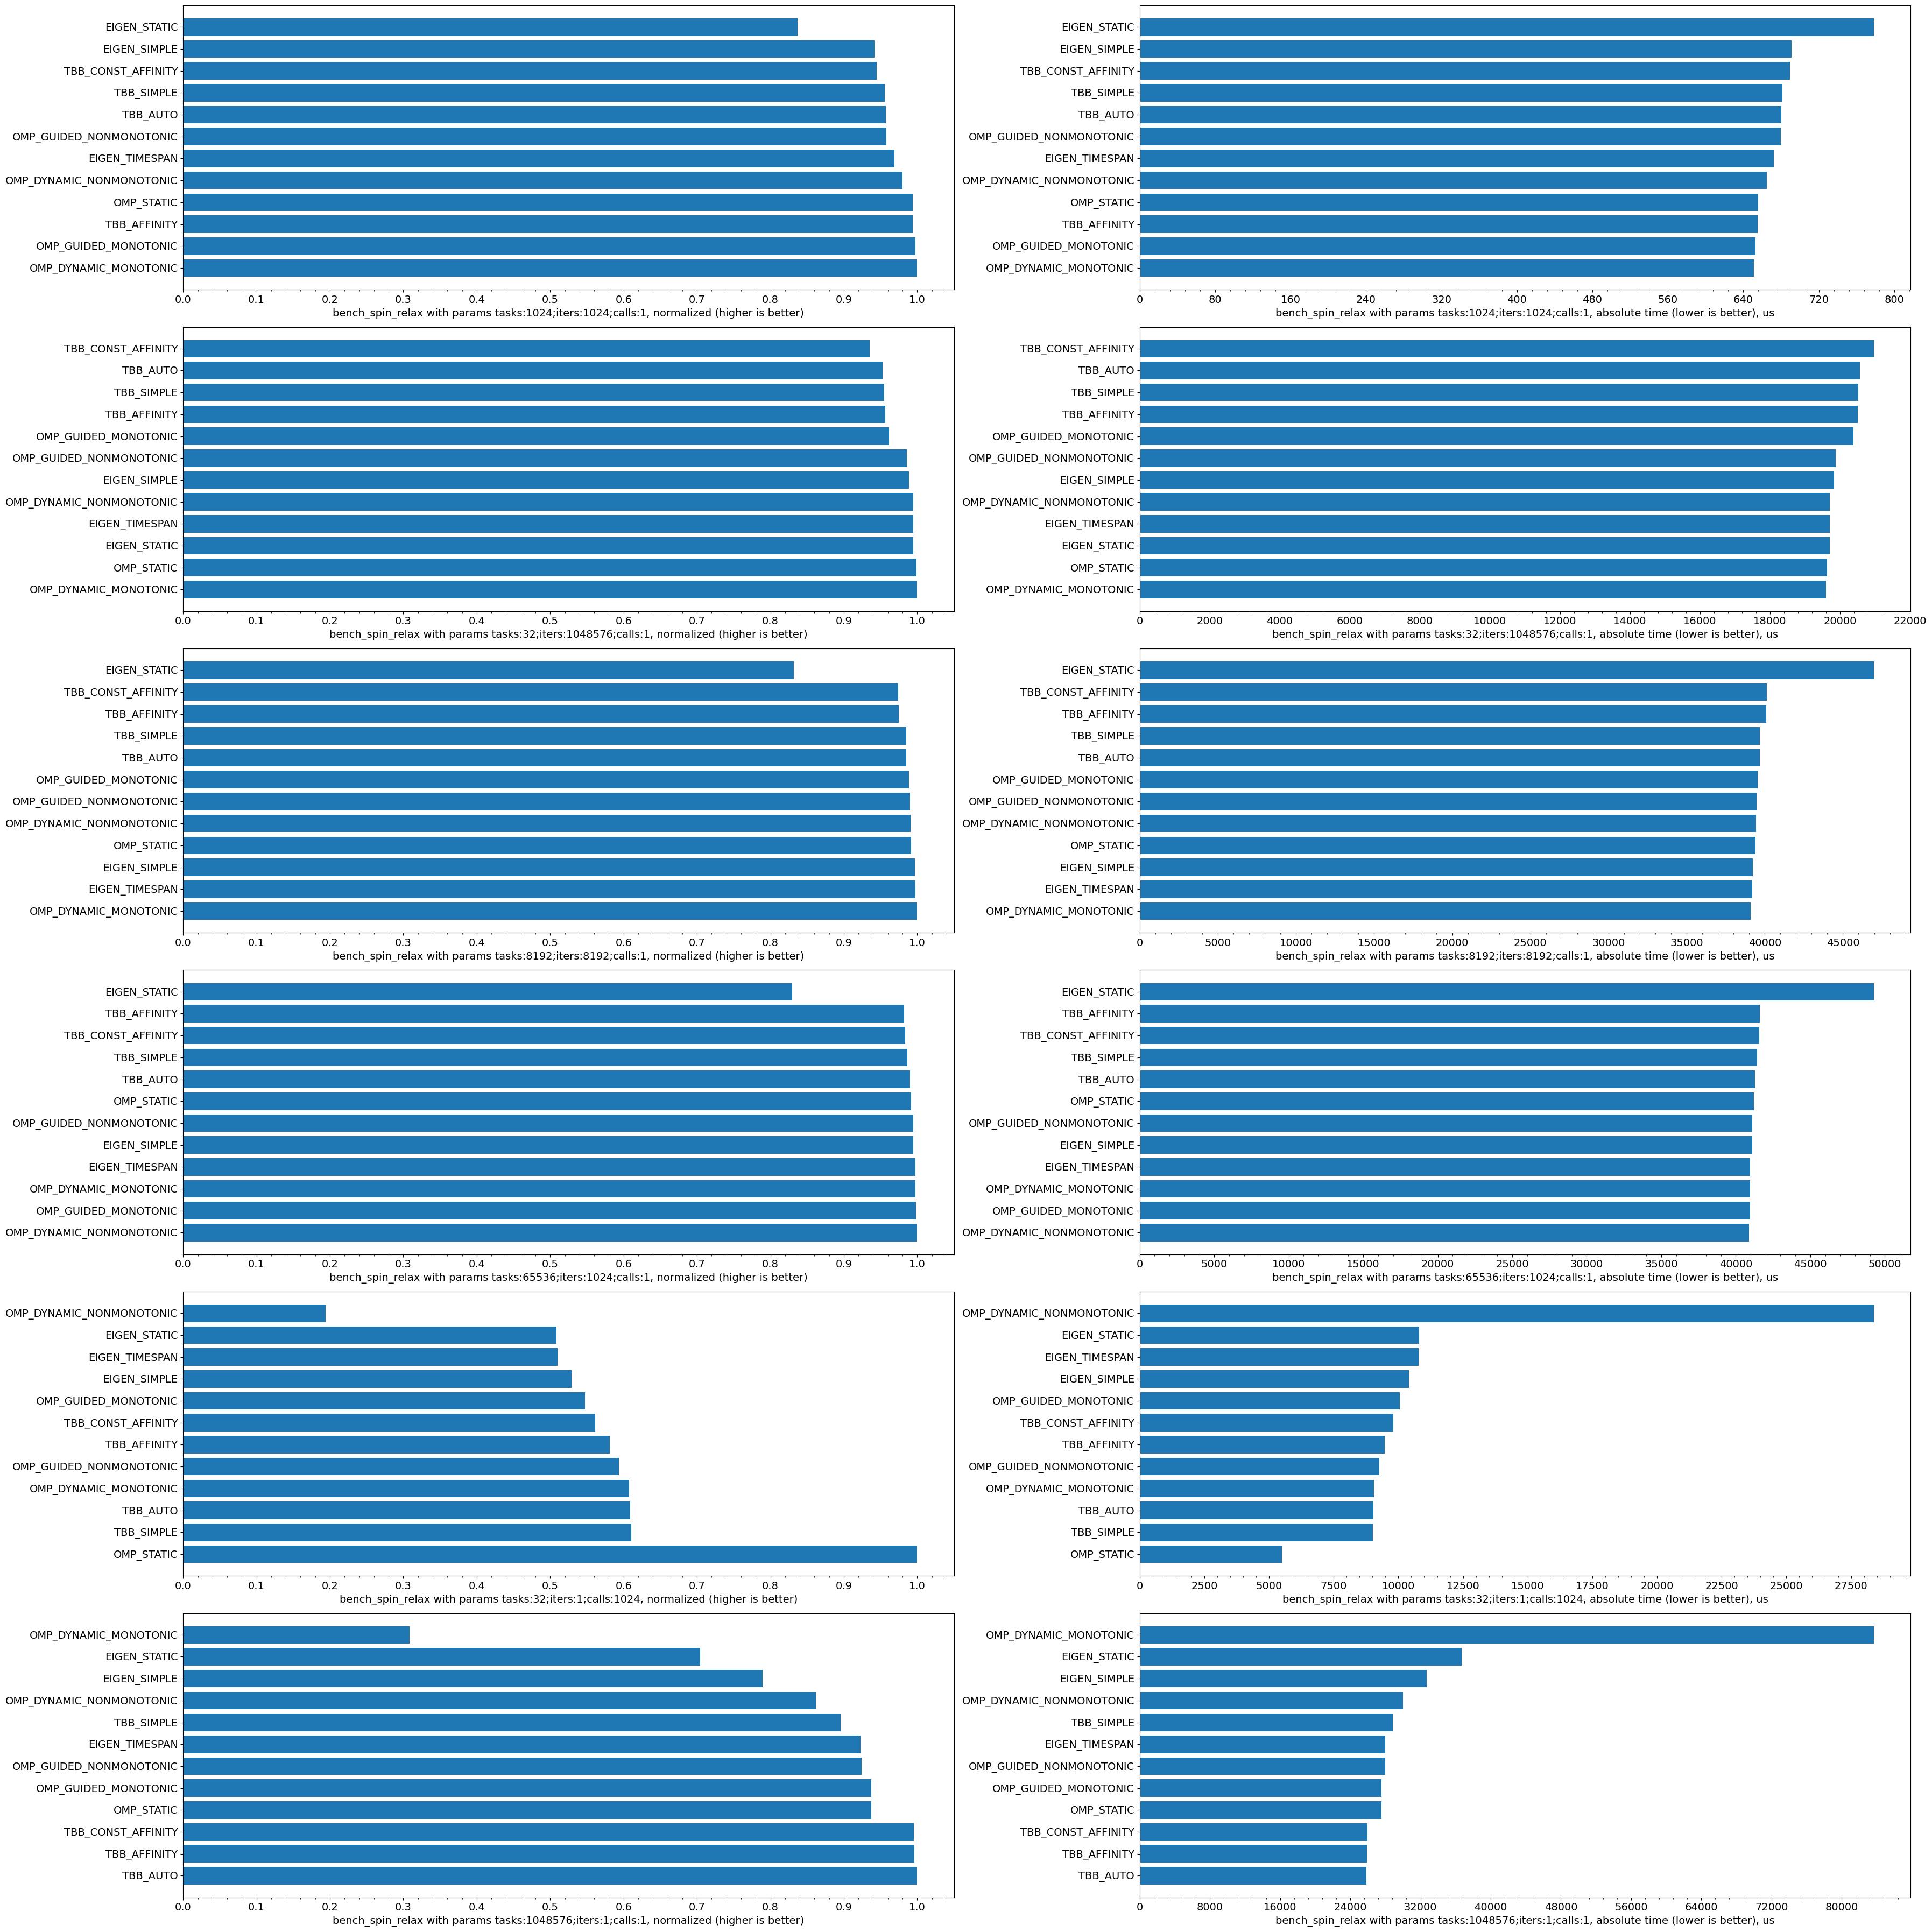 EIGEN_STATIC
EIGEN_SIMPLE
TBB_CONST_AFFINITY
TBB_SIMPLE
TBB_AUTO
OMP_GUIDED_NONMONOTONIC
EIGEN_TIMESPAN
OMP_DYNAMIC_NONMONOTONIC
OMP_STATIC
TBB_AFFINITY
OMP_GUIDED_MONOTONIC
OMP_DYNAMIC_MONOTONIC
0.0 0.1 0.2 0.3 0.4 0.5 0.6 0.7 0.8 0.9 1.0
bench_spin_relax with params tasks:1024;iters:1024;calls:1, normalized (higher is better)
EIGEN_STATIC
EIGEN_SIMPLE
TBB_CONST_AFFINITY
TBB_SIMPLE
TBB_AUTO
OMP_GUIDED_NONMONOTONIC
EIGEN_TIMESPAN
OMP_DYNAMIC_NONMONOTONIC
OMP_STATIC
TBB_AFFINITY
OMP_GUIDED_MONOTONIC
OMP_DYNAMIC_MONOTONIC
0 80 160 240 320 400 480 560 640 720 800
bench_spin_relax with params tasks:1024;iters:1024;calls:1, absolute time (lower is better), us
TBB_CONST_AFFINITY
TBB_AUTO
TBB_SIMPLE
TBB_AFFINITY
OMP_GUIDED_MONOTONIC
OMP_GUIDED_NONMONOTONIC
EIGEN_SIMPLE
OMP_DYNAMIC_NONMONOTONIC
EIGEN_TIMESPAN
EIGEN_STATIC
OMP_STATIC
OMP_DYNAMIC_MONOTONIC
0.0 0.1 0.2 0.3 0.4 0.5 0.6 0.7 0.8 0.9 1.0
bench_spin_relax with params tasks:32;iters:1048576;calls:1, normalized (higher is better)
TBB_CONST_AFFINITY
TBB_AUTO
TBB_SIMPLE
TBB_AFFINITY
OMP_GUIDED_MONOTONIC
OMP_GUIDED_NONMONOTONIC
EIGEN_SIMPLE
OMP_DYNAMIC_NONMONOTONIC
EIGEN_TIMESPAN
EIGEN_STATIC
OMP_STATIC
OMP_DYNAMIC_MONOTONIC
0 2000 4000 6000 8000 10000 12000 14000 16000 18000 20000 22000
bench_spin_relax with params tasks:32;iters:1048576;calls:1, absolute time (lower is better), us
EIGEN_STATIC
TBB_CONST_AFFINITY
TBB_AFFINITY
TBB_SIMPLE
TBB_AUTO
OMP_GUIDED_MONOTONIC
OMP_GUIDED_NONMONOTONIC
OMP_DYNAMIC_NONMONOTONIC
OMP_STATIC
EIGEN_SIMPLE
EIGEN_TIMESPAN
OMP_DYNAMIC_MONOTONIC
0.0 0.1 0.2 0.3 0.4 0.5 0.6 0.7 0.8 0.9 1.0
bench_spin_relax with params tasks:8192;iters:8192;calls:1, normalized (higher is better)
EIGEN_STATIC
TBB_CONST_AFFINITY
TBB_AFFINITY
TBB_SIMPLE
TBB_AUTO
OMP_GUIDED_MONOTONIC
OMP_GUIDED_NONMONOTONIC
OMP_DYNAMIC_NONMONOTONIC
OMP_STATIC
EIGEN_SIMPLE
EIGEN_TIMESPAN
OMP_DYNAMIC_MONOTONIC
0 5000 10000 15000 20000 25000 30000 35000 40000 45000
bench_spin_relax with params tasks:8192;iters:8192;calls:1, absolute time (lower is better), us
EIGEN_STATIC
TBB_AFFINITY
TBB_CONST_AFFINITY
TBB_SIMPLE
TBB_AUTO
OMP_STATIC
OMP_GUIDED_NONMONOTONIC
EIGEN_SIMPLE
EIGEN_TIMESPAN
OMP_DYNAMIC_MONOTONIC
OMP_GUIDED_MONOTONIC
OMP_DYNAMIC_NONMONOTONIC
0.0 0.1 0.2 0.3 0.4 0.5 0.6 0.7 0.8 0.9 1.0
bench_spin_relax with params tasks:65536;iters:1024;calls:1, normalized (higher is better)
EIGEN_STATIC
TBB_AFFINITY
TBB_CONST_AFFINITY
TBB_SIMPLE
TBB_AUTO
OMP_STATIC
OMP_GUIDED_NONMONOTONIC
EIGEN_SIMPLE
EIGEN_TIMESPAN
OMP_DYNAMIC_MONOTONIC
OMP_GUIDED_MONOTONIC
OMP_DYNAMIC_NONMONOTONIC
0 5000 10000 15000 20000 25000 30000 35000 40000 45000 50000
bench_spin_relax with params tasks:65536;iters:1024;calls:1, absolute time (lower is better), us
OMP_DYNAMIC_NONMONOTONIC
EIGEN_STATIC
EIGEN_TIMESPAN
EIGEN_SIMPLE
OMP_GUIDED_MONOTONIC
TBB_CONST_AFFINITY
TBB_AFFINITY
OMP_GUIDED_NONMONOTONIC
OMP_DYNAMIC_MONOTONIC
TBB_AUTO
TBB_SIMPLE
OMP_STATIC
0.0 0.1 0.2 0.3 0.4 0.5 0.6 0.7 0.8 0.9 1.0
bench_spin_relax with params tasks:32;iters:1;calls:1024, normalized (higher is better)
OMP_DYNAMIC_NONMONOTONIC
EIGEN_STATIC
EIGEN_TIMESPAN
EIGEN_SIMPLE
OMP_GUIDED_MONOTONIC
TBB_CONST_AFFINITY
TBB_AFFINITY
OMP_GUIDED_NONMONOTONIC
OMP_DYNAMIC_MONOTONIC
TBB_AUTO
TBB_SIMPLE
OMP_STATIC
0 2500 5000 7500 10000 12500 15000 17500 20000 22500 25000 27500
bench_spin_relax with params tasks:32;iters:1;calls:1024, absolute time (lower is better), us
OMP_DYNAMIC_MONOTONIC
EIGEN_STATIC
EIGEN_SIMPLE
OMP_DYNAMIC_NONMONOTONIC
TBB_SIMPLE
EIGEN_TIMESPAN
OMP_GUIDED_NONMONOTONIC
OMP_GUIDED_MONOTONIC
OMP_STATIC
TBB_CONST_AFFINITY
TBB_AFFINITY
TBB_AUTO
0.0 0.1 0.2 0.3 0.4 0.5 0.6 0.7 0.8 0.9 1.0
bench_spin_relax with params tasks:1048576;iters:1;calls:1, normalized (higher is better)
OMP_DYNAMIC_MONOTONIC
EIGEN_STATIC
EIGEN_SIMPLE
OMP_DYNAMIC_NONMONOTONIC
TBB_SIMPLE
EIGEN_TIMESPAN
OMP_GUIDED_NONMONOTONIC
OMP_GUIDED_MONOTONIC
OMP_STATIC
TBB_CONST_AFFINITY
TBB_AFFINITY
TBB_AUTO
0 8000 16000 24000 32000 40000 48000 56000 64000 72000 80000
bench_spin_relax with params tasks:1048576;iters:1;calls:1, absolute time (lower is better), us